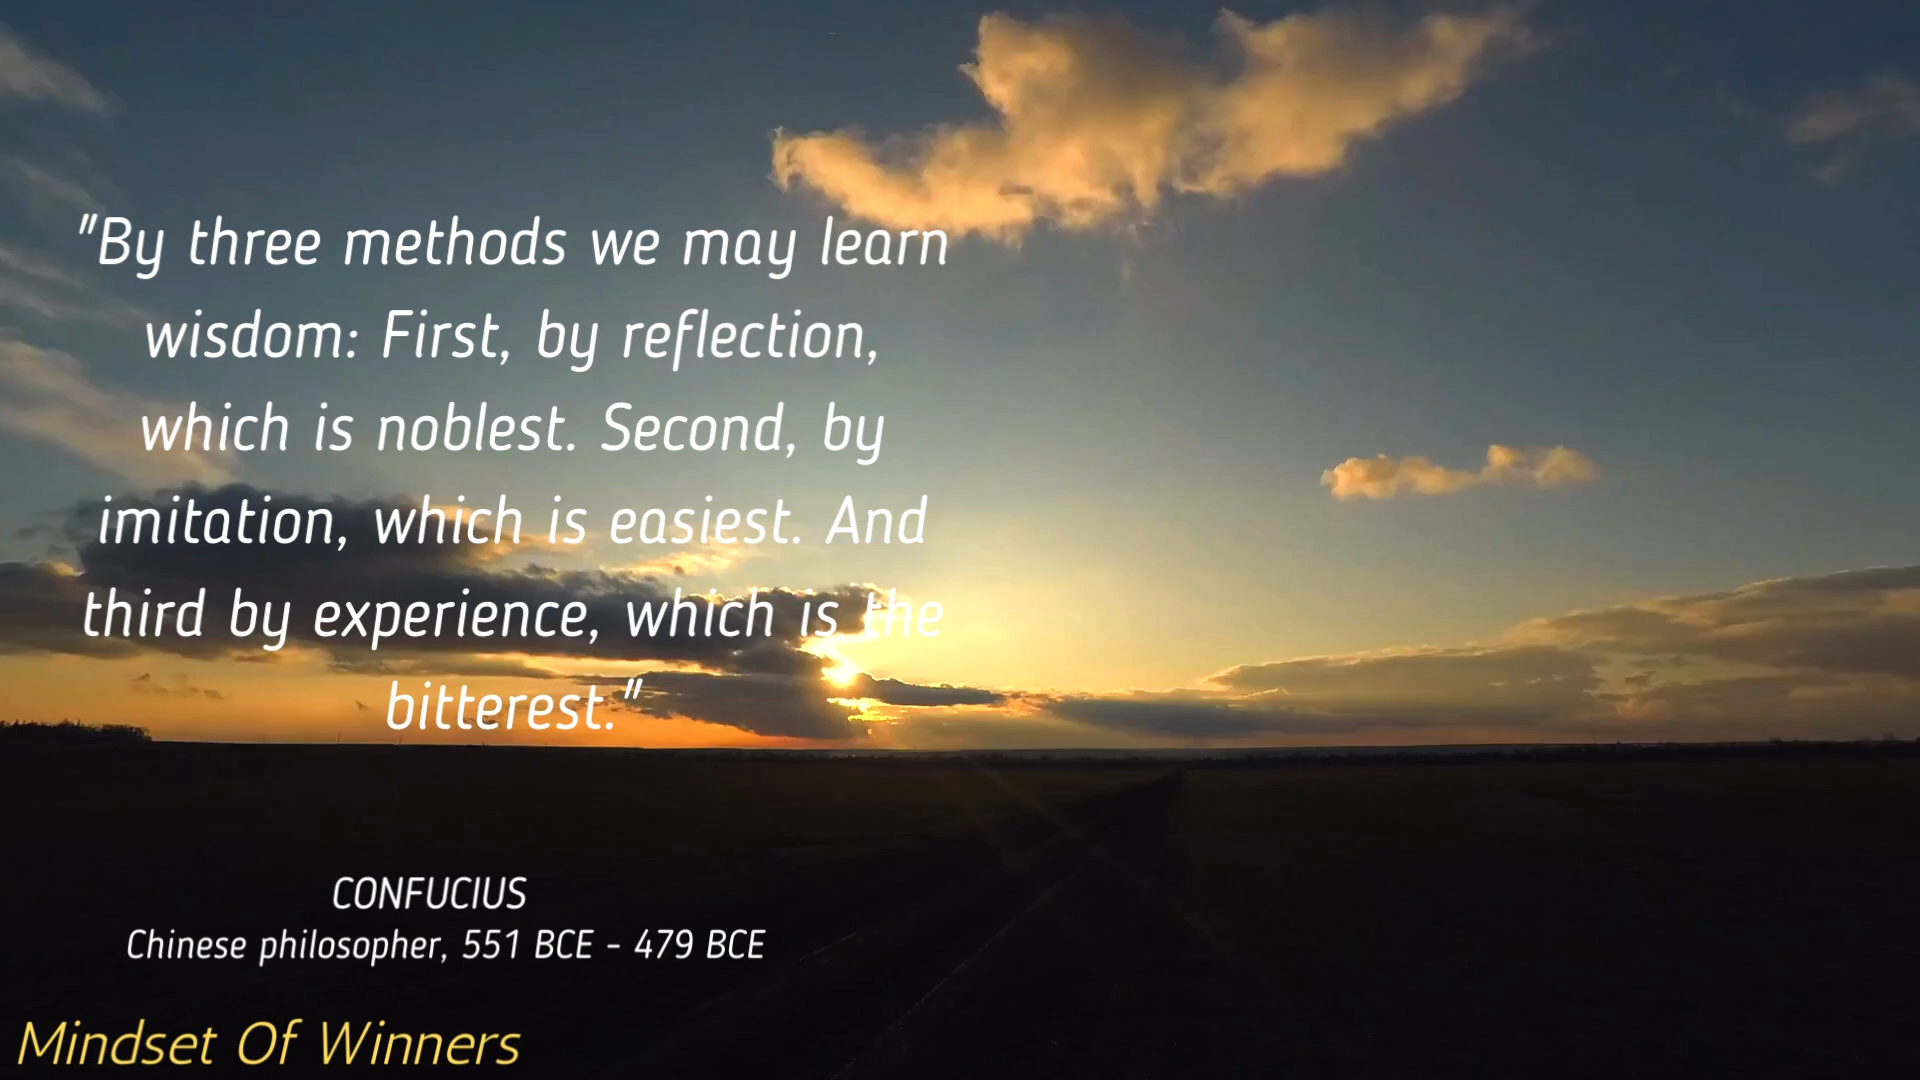 "By three methods we may learn
wisdom: First, by reflection,
which is noblest. Second, by
imitation, which is easiest. And
third by experience, which is the
bitterest."
CONFUCIUS
Chinese philosopher, 551 BCE - 479 BCE
Mindset Of Winners